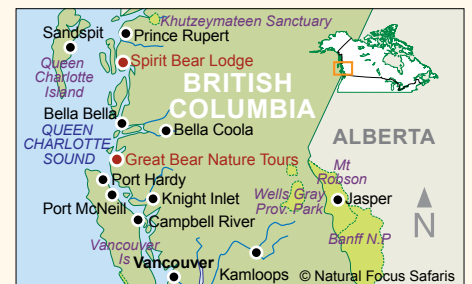 Khutzeymateen Sanctuary
Sandspit
Prince Rupert
Queen
Charlotte
Island
Spirit Bear Lodge
BRITISH
COLUMBIA
Bella Bella
QUEEN
CHARLOTTE
SOUND
Bella Coola
ALBERTA
Great Bear Nature Tours
Mt
Robson
Port Hardy
Wells Gray
Prov. Park
Jasper
Knight Inlet
Port McNeill
Campbell River
N
Vancouver
Is
Banff N.P
Vancouver
Kamloops
© Natural Focus Safaris